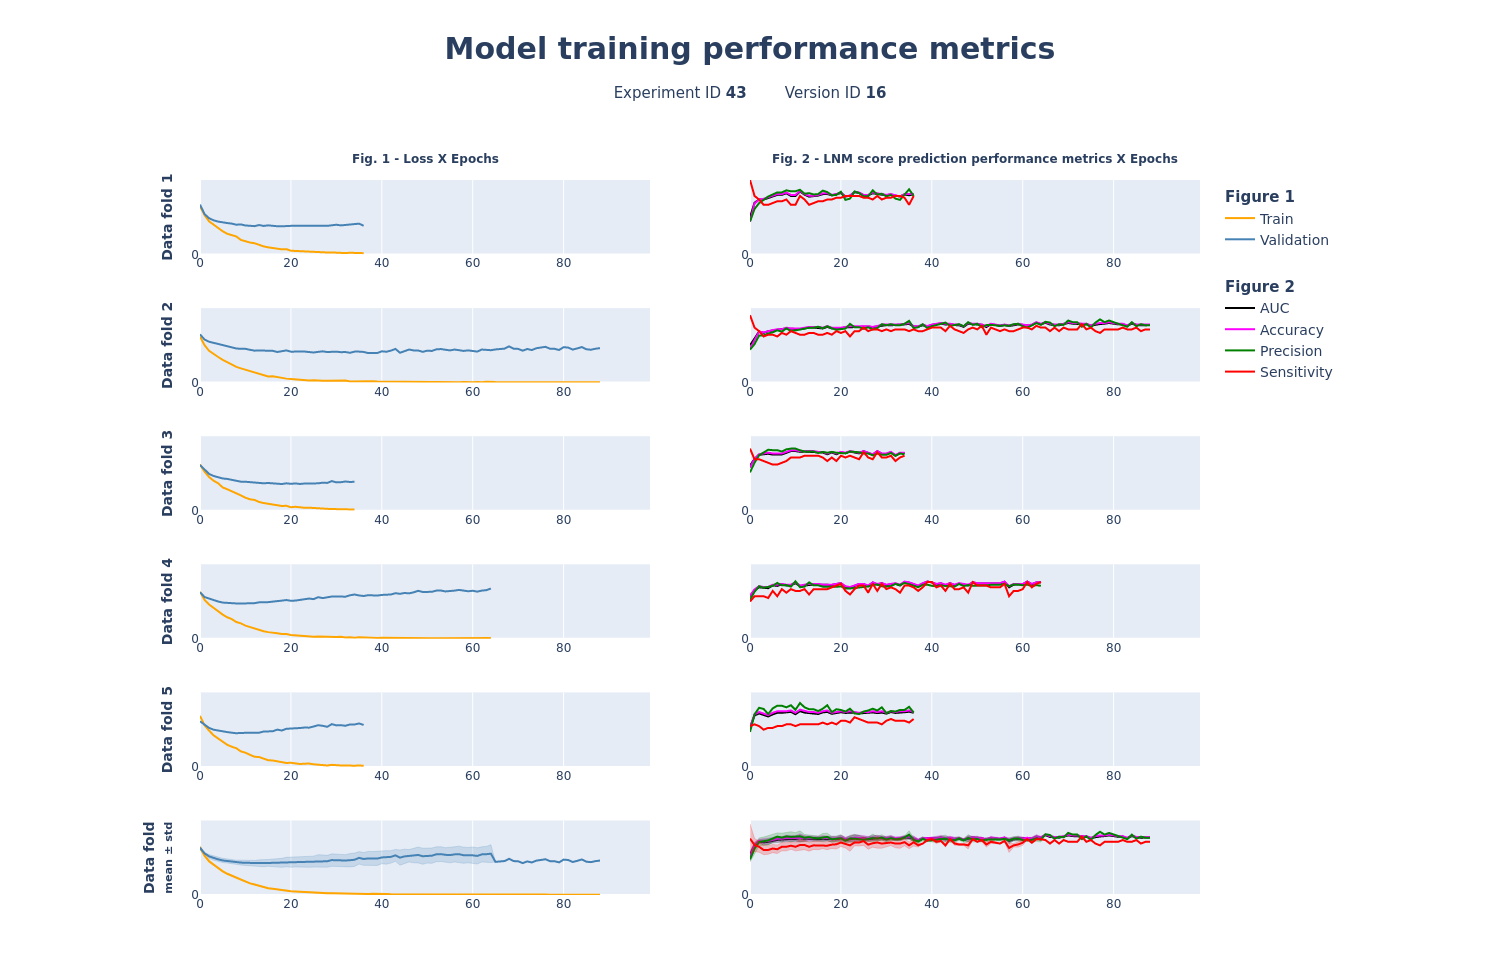 Model training performance metrics
Experiment ID 43 Version ID 16
Fig. 1 - Loss X Epochs
Fig. 2 - LNM score prediction performance metrics X Epochs
Data fold 1
0
0 20 40 60 80
0
0 20 40 60 80
Data fold 2
0
0 20 40 60 80
0
0 20 40 60 80
Data fold 3
0
0 20 40 60 80
0
0 20 40 60 80
Data fold 4
0
0 20 40 60 80
0
0 20 40 60 80
Data fold 5
0
0 20 40 60 80
0
0 20 40 60 80
Data fold
mean ± std
0
0 20 40 60 80
0
0 20 40 60 80
Figure 1
Train
Validation
Figure 2
AUC
Accuracy
Precision
Sensitivity